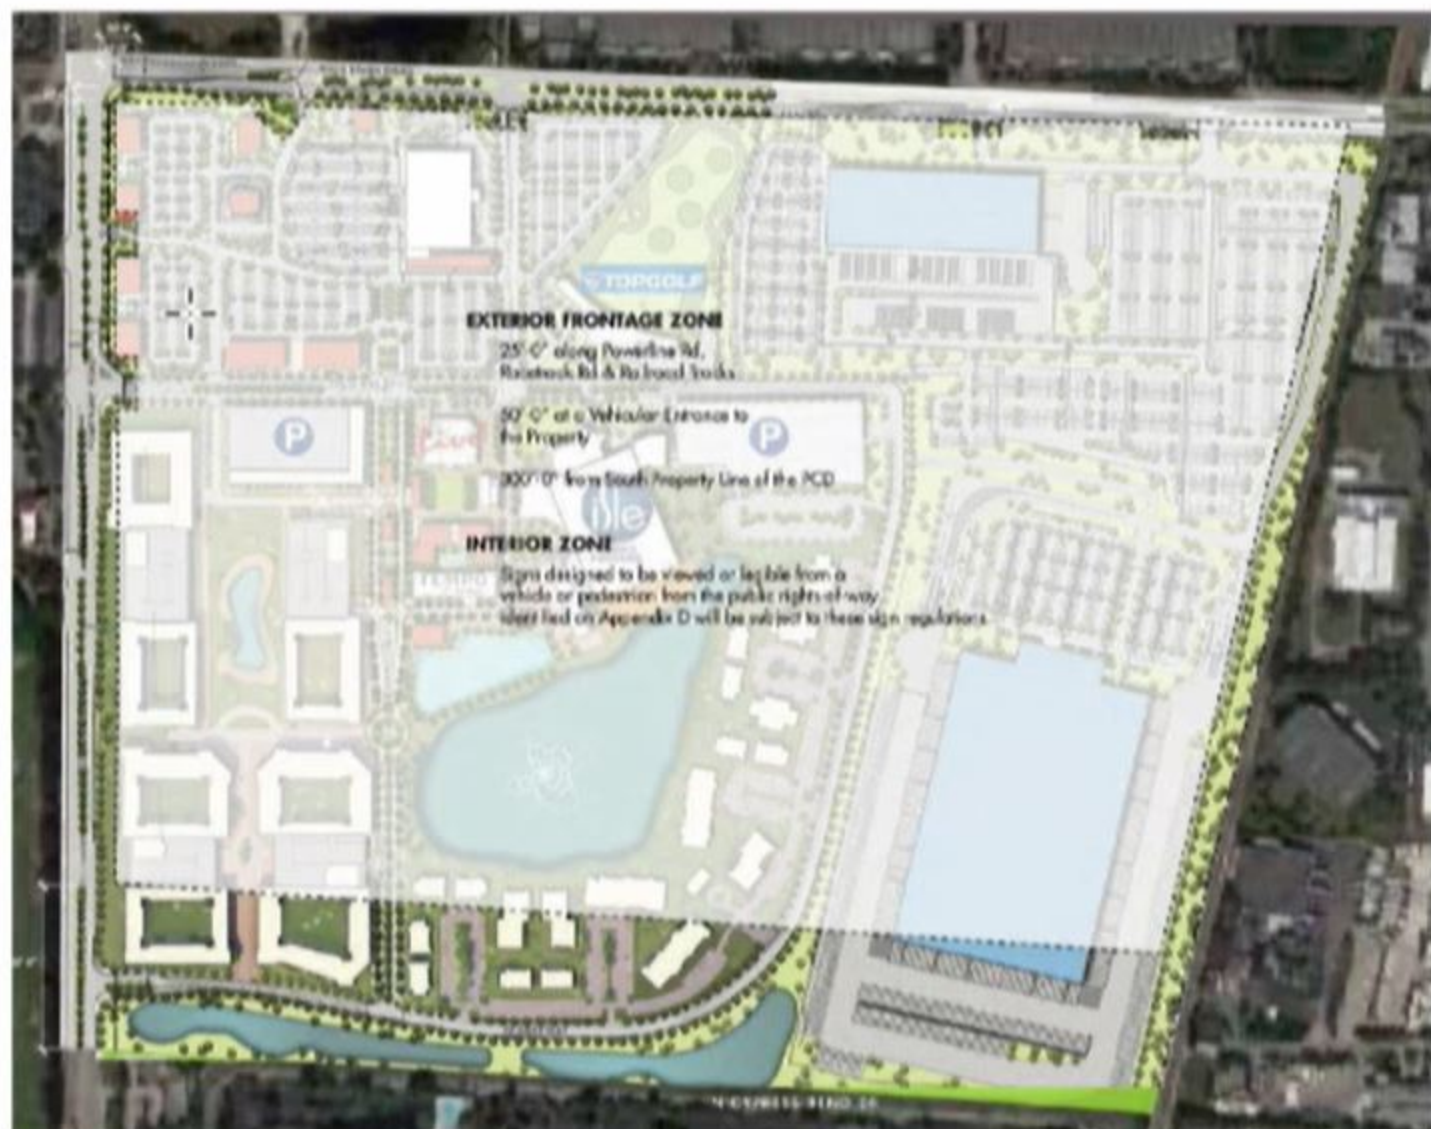 TOPGOLF
EXTERIOR FRONTAGE ZONE
25'-0" along Powerline Rd,
Racetrack Rd & Railroad Tracks
50'-0" at a Vehicular Entrance to
the Property
P
P
300'-0" from South Property Line of the PCD
isle
INTERIOR ZONE
Signs designed to be viewed or legible from a
vehicle or pedestrian from the public rights-of-way
identified on Appendix D will be subject to these sign regulations